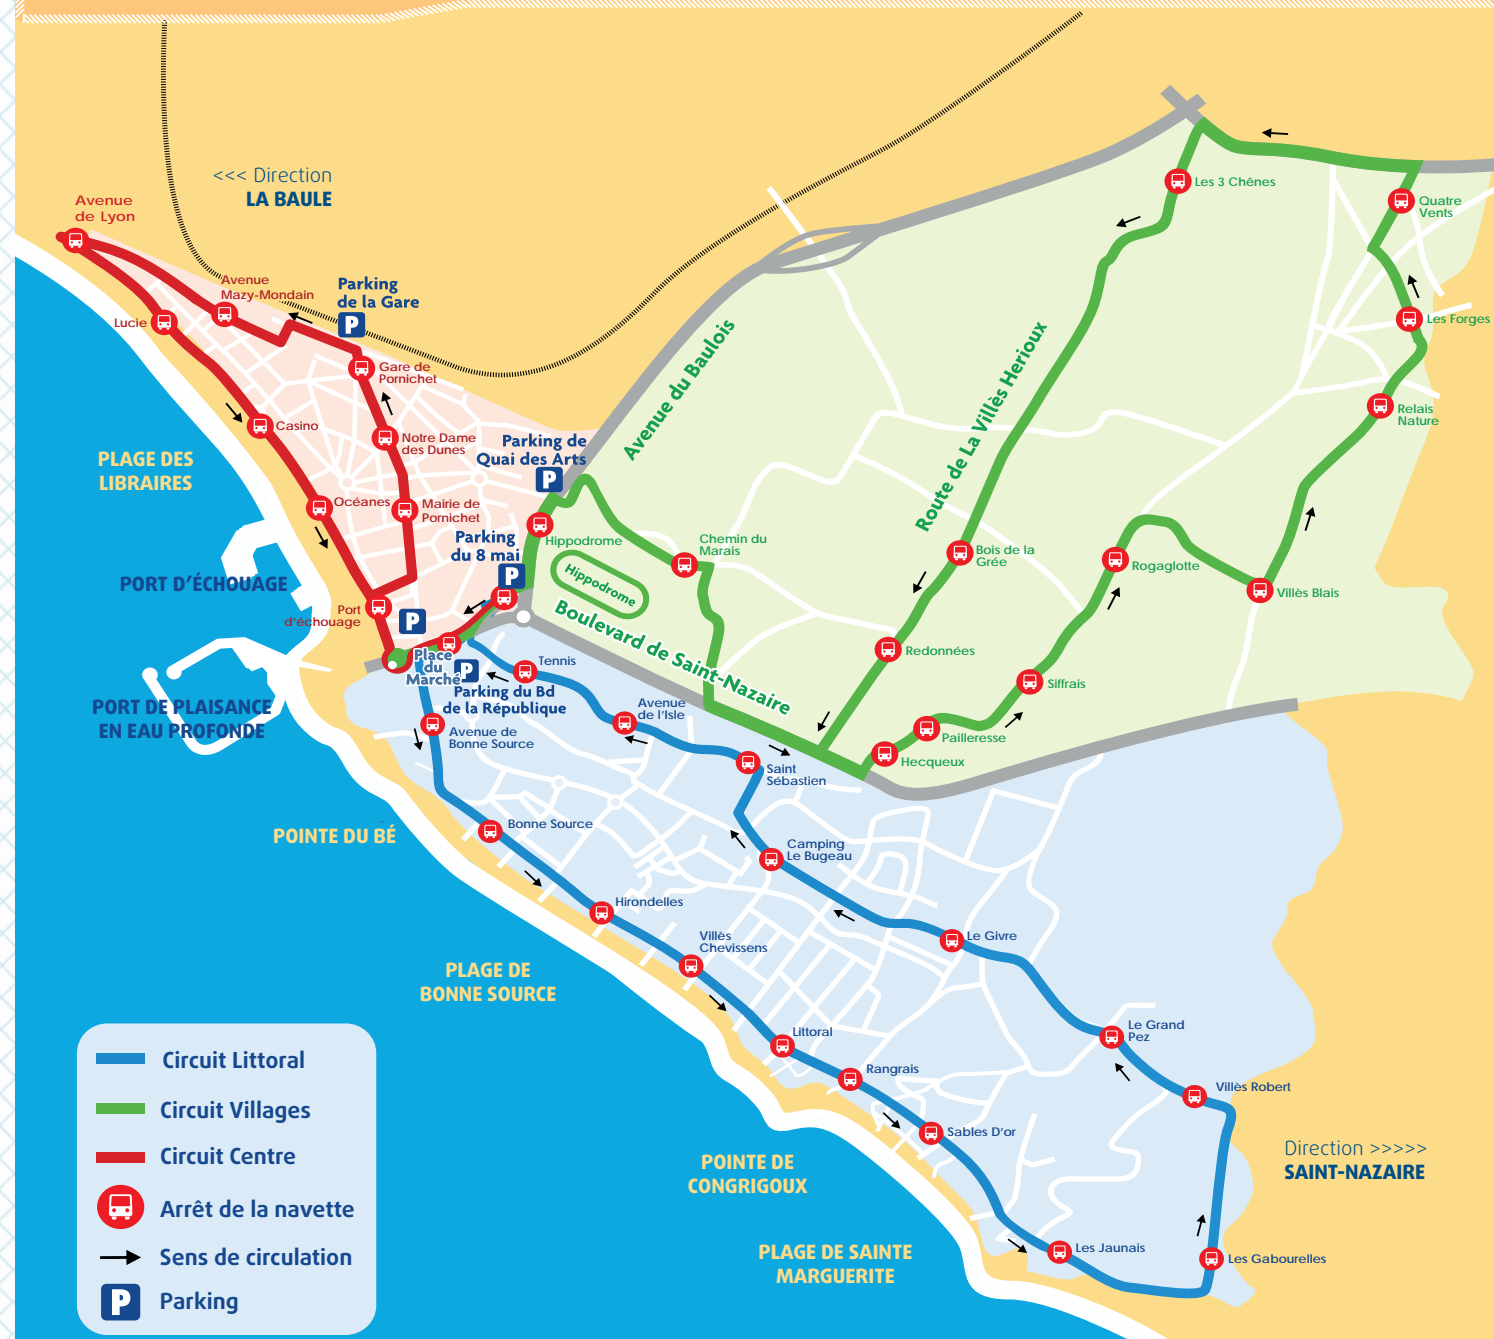 <<< Direction
LA BAULE
Avenue
de Lyon
Avenue
Mazy-Mondain
Lucie
Parking
de la Gare
P
Gare de
Pornichet
Casino
Notre Dame
des Dunes
Océanes
Mairie de
Pornichet
Port
d'échouage
P
Parking de
Quai des Arts
P
Parking
du 8 mai
P
Hippodrome
Hippodrome
Chemin du
Marais
Avenue du Baulois
Route de La Villès Herioux
Boulevard de Saint-Nazaire
Les 3 Chênes
Quatre
Vents
Les Forges
Relais
Nature
Bois de la
Grée
Rogaglotte
Villès Blais
Redonnées
Siffrais
Pailleresse
Hecqueux
Place
du
Marché
P
Parking du Bd
de la République
Tennis
Avenue
de l'Isle
Avenue de
Bonne Source
Saint
Sébastien
Bonne Source
Camping
Le Bugeau
Hirondelles
Villès
Chevissens
Le Givre
Littoral
Le Grand
Pez
Rangrais
Villès Robert
Sables D'or
Les Jaunais
Les Gabourelles
PLAGE DES
LIBRAIRES
PORT D'ÉCHOUAGE
PORT DE PLAISANCE
EN EAU PROFONDE
POINTE DU BÉ
PLAGE DE
BONNE SOURCE
POINTE DE
CONGRIGOUX
PLAGE DE SAINTE
MARGUERITE
Direction >>>>>
SAINT-NAZAIRE
Circuit Littoral
Circuit Villages
Circuit Centre
Arrêt de la navette
Sens de circulation
P
Parking